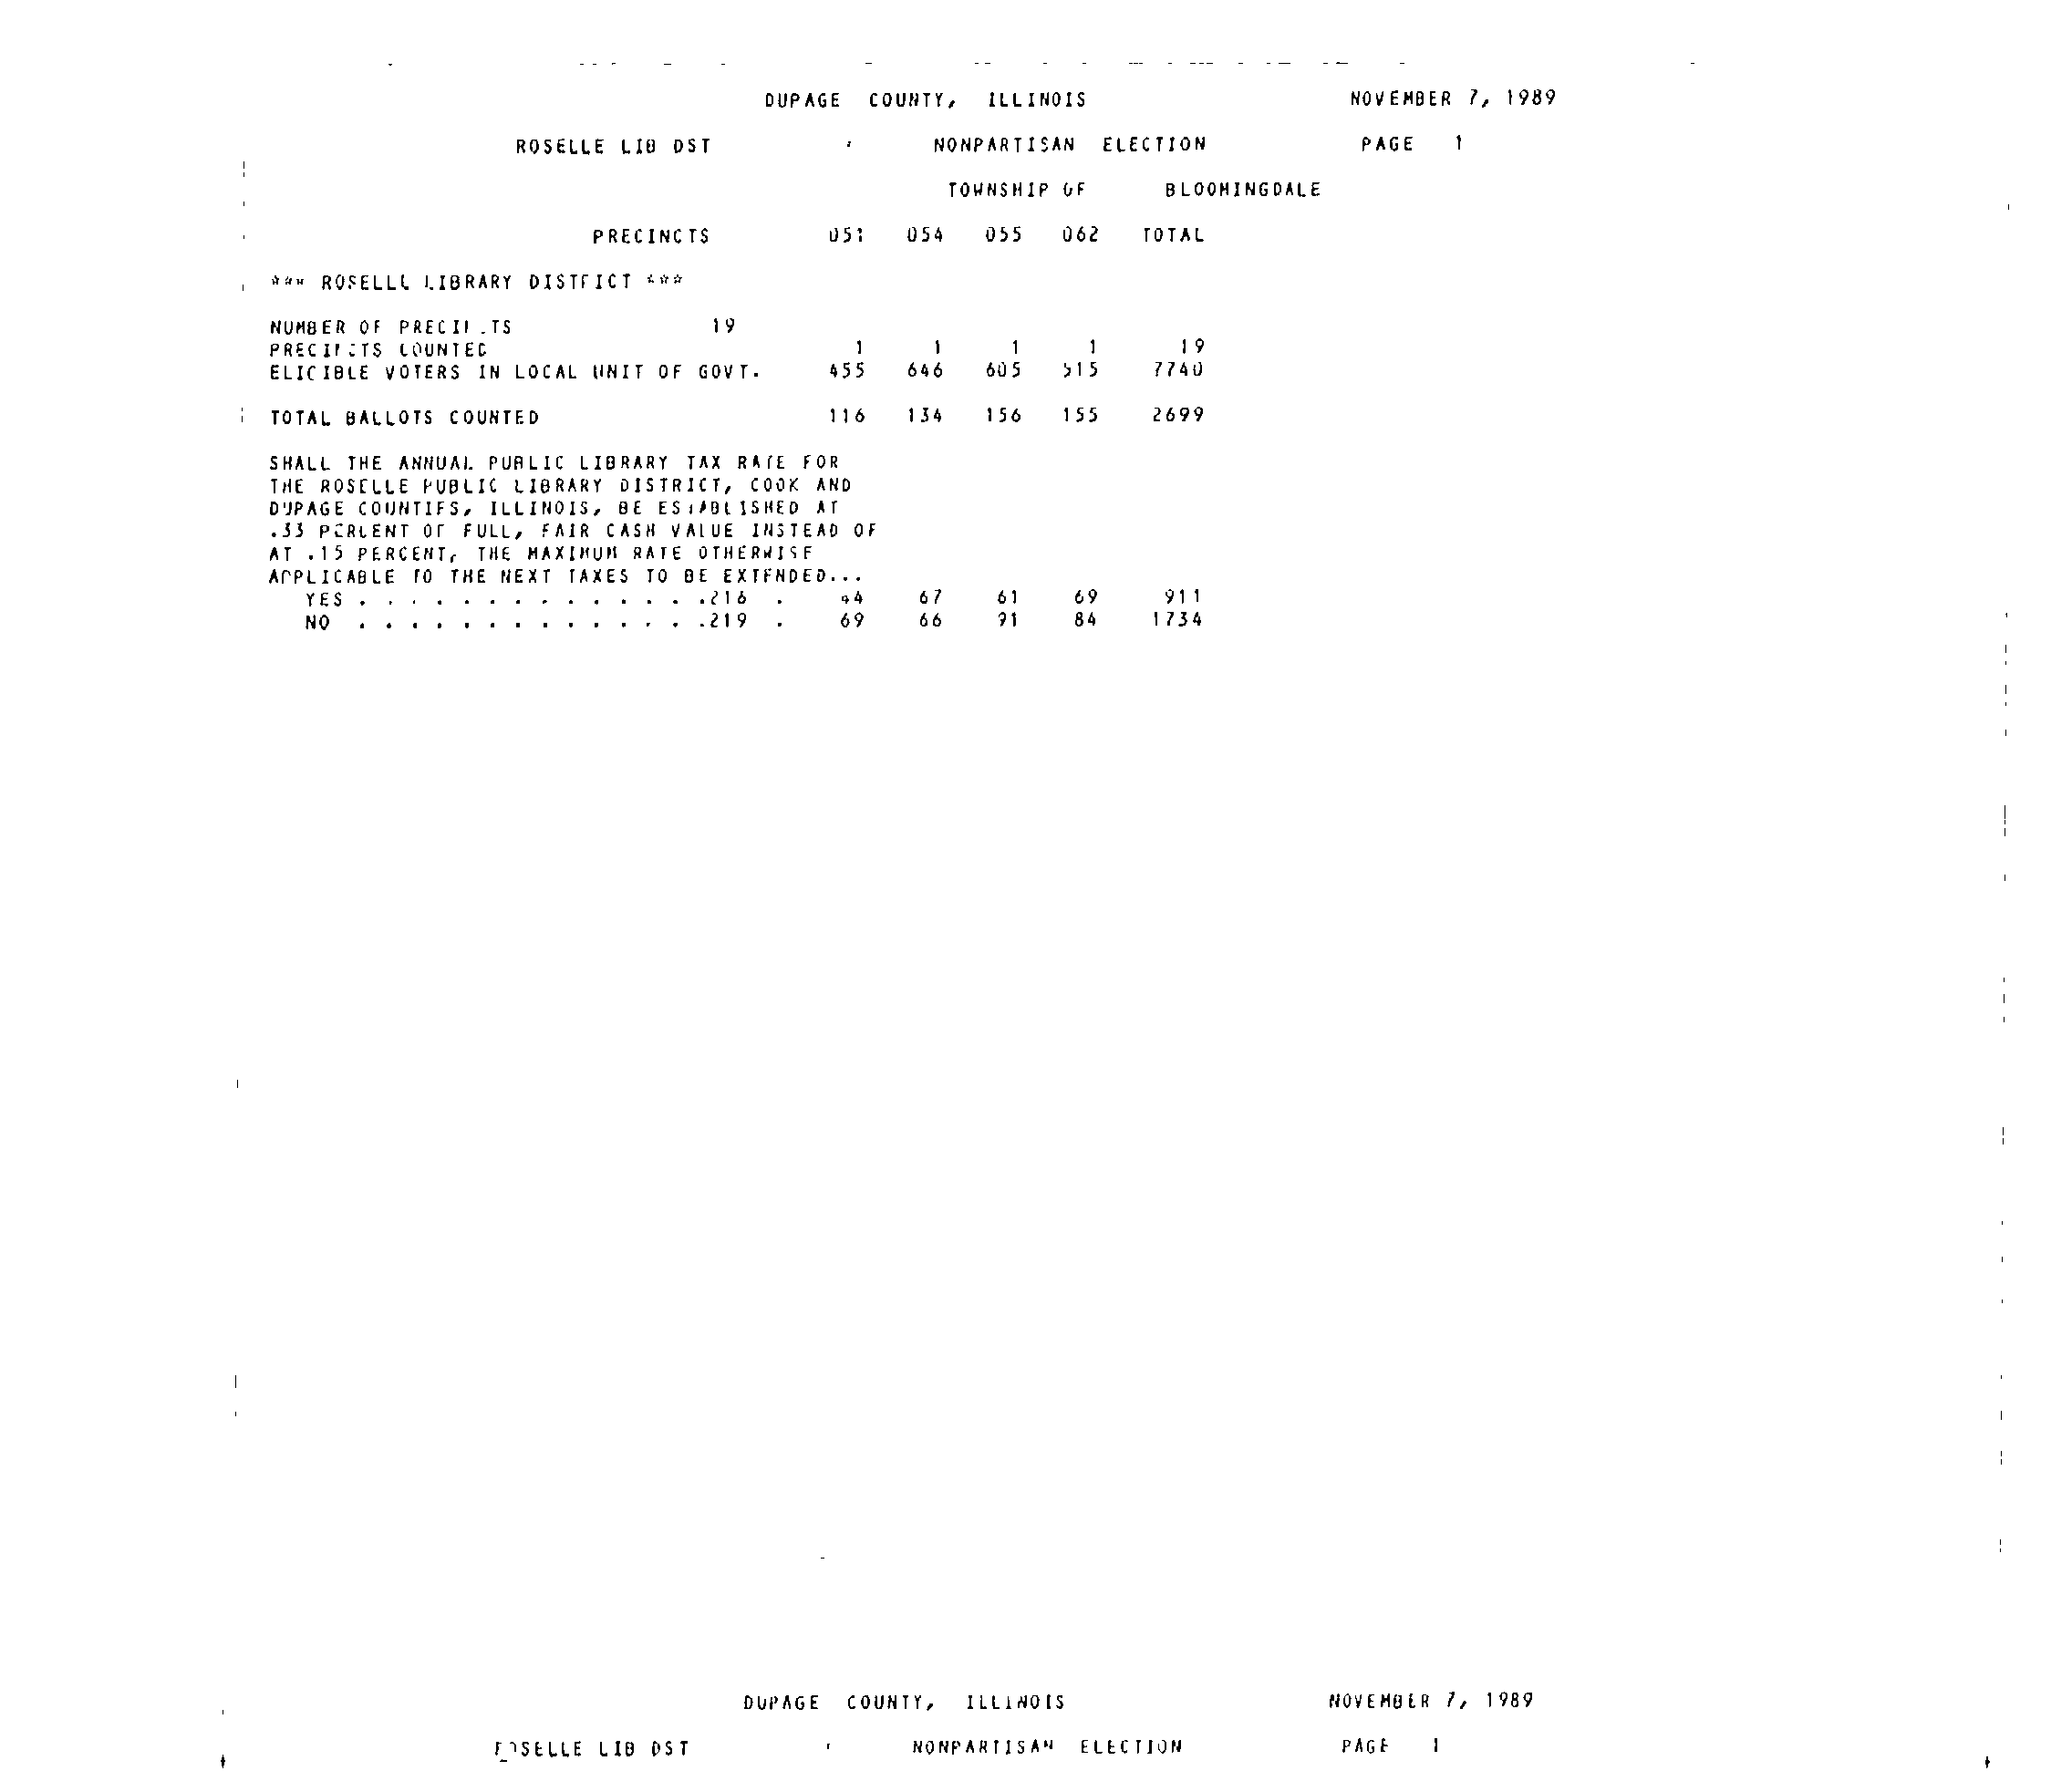 DUPAGE COUNTY, ILLINOIS NOVEMBER 7, 1989
ROSELLE LIB DST NONPARTISAN ELECTION PAGE 1
TOWNSHIP OF BLOOMINGDALE
PRECINCTS 051 054 055 062 TOTAL
*** ROSELLE LIBRARY DISTRICT ***
NUMBER OF PRECINCTS 19
PRECINCTS COUNTED 1 1 1 1 19
ELIGIBLE VOTERS IN LOCAL UNIT OF GOVT. 455 646 605 515 7740
TOTAL BALLOTS COUNTED 116 134 156 155 2699
SHALL THE ANNUAL PUBLIC LIBRARY TAX RATE FOR
THE ROSELLE PUBLIC LIBRARY DISTRICT, COOK AND
DUPAGE COUNTIES, ILLINOIS, BE ESTABLISHED AT
.33 PERCENT OF FULL, FAIR CASH VALUE INSTEAD OF
AT .15 PERCENT, THE MAXIMUM RATE OTHERWISE
APPLICABLE TO THE NEXT TAXES TO BE EXTENDED...
YES . . . . . . . . . . . . . .216 . 44 67 61 69 911
NO . . . . . . . . . . . . . .219 . 69 66 91 84 1734
DUPAGE COUNTY, ILLINOIS NOVEMBER 7, 1989
ROSELLE LIB DST NONPARTISAN ELECTION PAGE 1